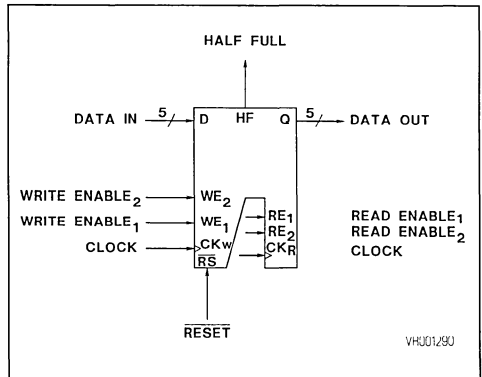 HALF FULL
DATA IN 5 D HF Q 5 DATA OUT
WRITE ENABLE2 WE2
WRITE ENABLE1 WE1 RE1 READ ENABLE1
RE2 READ ENABLE2
CLOCK CKW CKR CLOCK
RS
RESET
VH001290